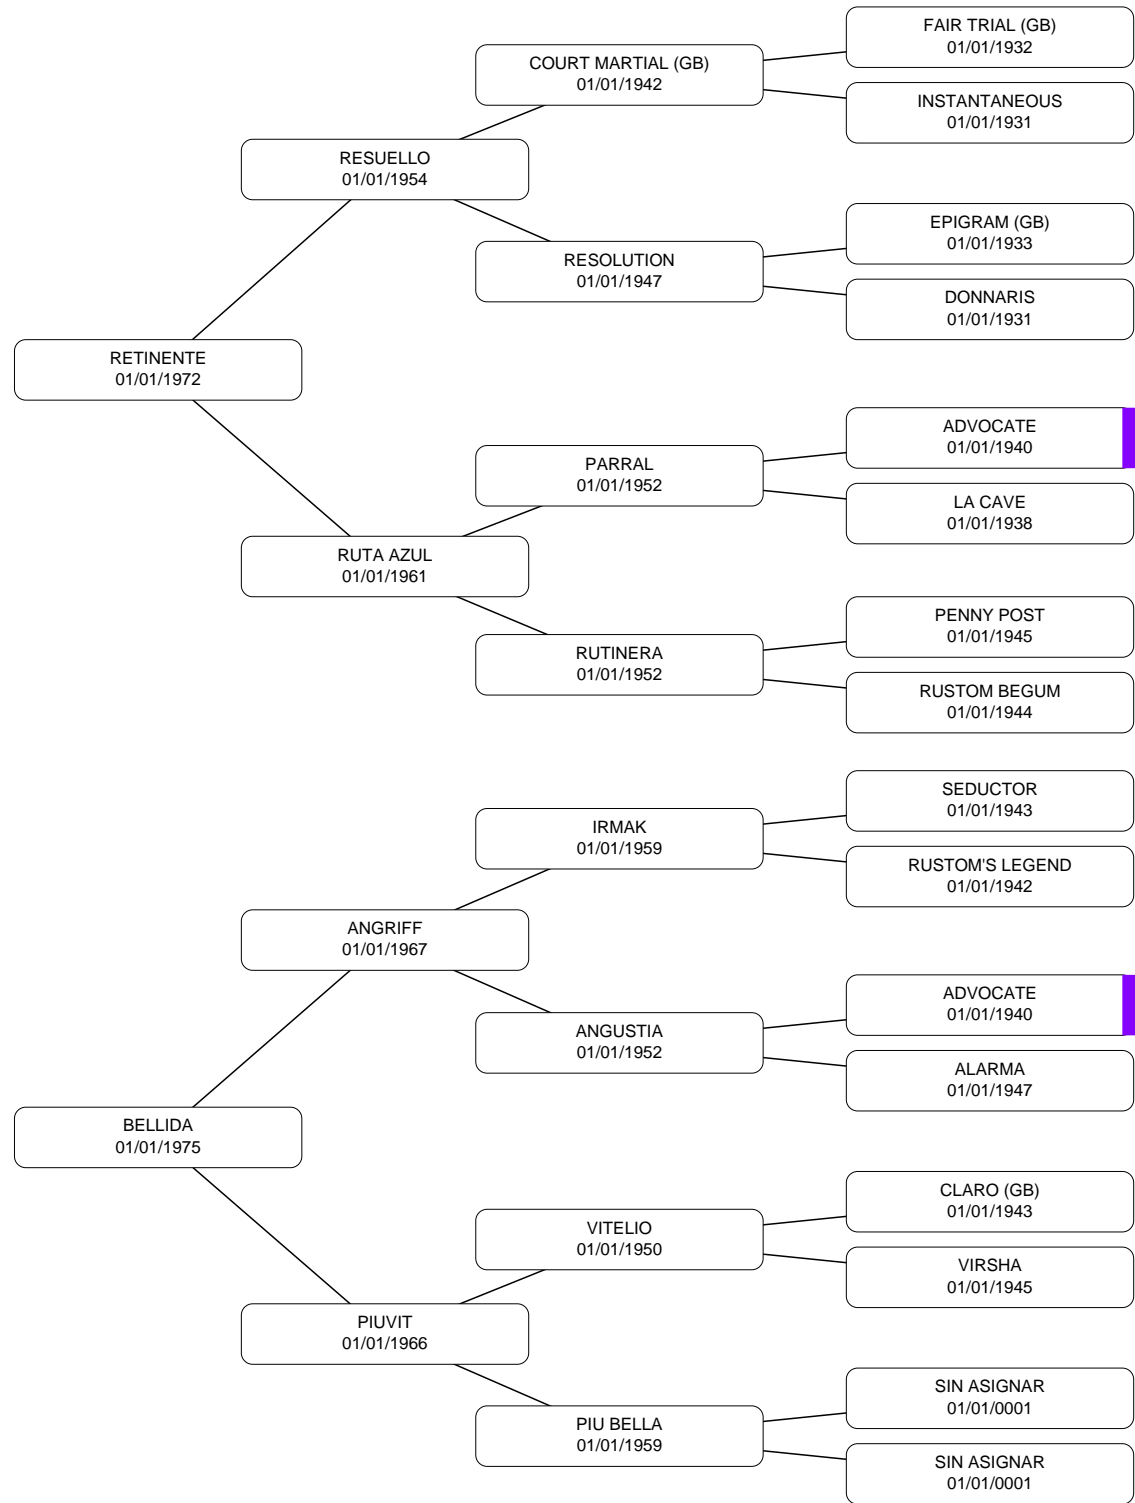 FAIR TRIAL (GB)
01/01/1932
COURT MARTIAL (GB)
01/01/1942
INSTANTANEOUS
01/01/1931
RESUELLO
01/01/1954
EPIGRAM (GB)
01/01/1933
RESOLUTION
01/01/1947
DONNARIS
01/01/1931
RETINENTE
01/01/1972
ADVOCATE
01/01/1940
PARRAL
01/01/1952
LA CAVE
01/01/1938
RUTA AZUL
01/01/1961
PENNY POST
01/01/1945
RUTINERA
01/01/1952
RUSTOM BEGUM
01/01/1944
SEDUCTOR
01/01/1943
IRMAK
01/01/1959
RUSTOM'S LEGEND
01/01/1942
ANGRIFF
01/01/1967
ADVOCATE
01/01/1940
ANGUSTIA
01/01/1952
ALARMA
01/01/1947
BELLIDA
01/01/1975
CLARO (GB)
01/01/1943
VITELIO
01/01/1950
VIRSHA
01/01/1945
PIUVIT
01/01/1966
SIN ASIGNAR
01/01/0001
PIU BELLA
01/01/1959
SIN ASIGNAR
01/01/0001